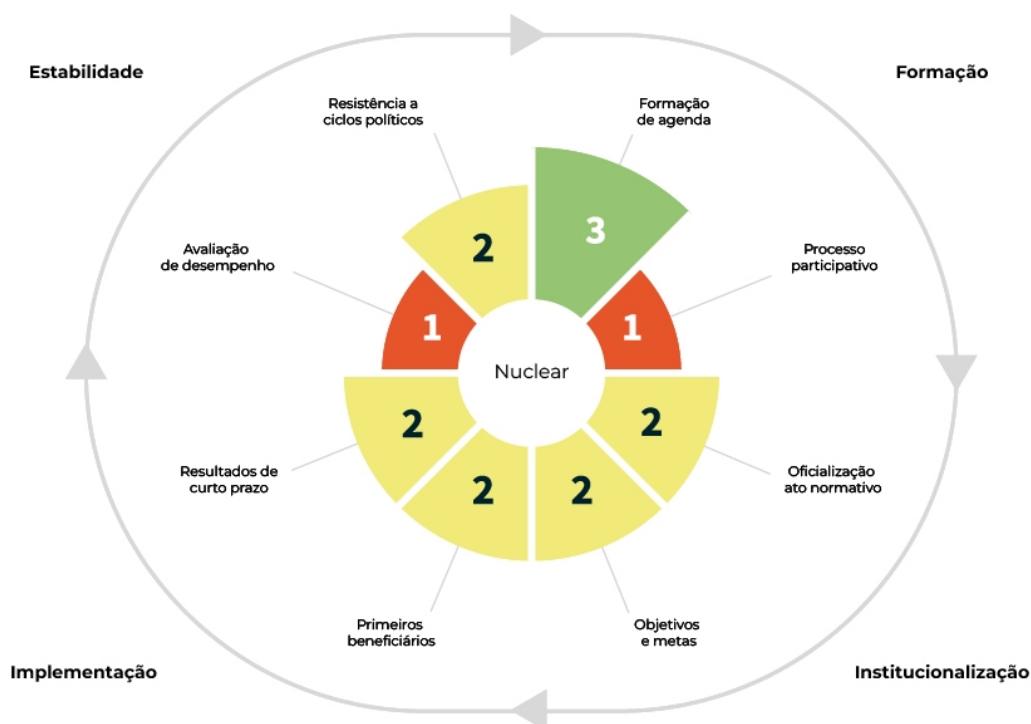 Estabilidade
Formação
Resistência a
ciclos políticos
Formação
de agenda
2
3
Avaliação
de desempenho
Processo
participativo
1
1
Nuclear
2
2
Resultados de
curto prazo
Oficialização
ato normativo
2
2
Primeiros
beneficiários
Objetivos
e metas
Implementação
Institucionalização